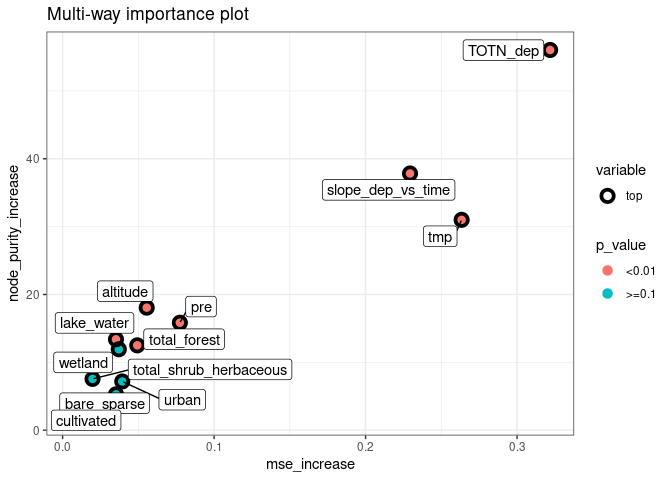 Multi-way importance plot
TOTN_dep
slope_dep_vs_time
tmp
altitude
pre
lake_water
total_forest
wetland
total_shrub_herbaceous
bare_sparse
urban
cultivated
node_purity_increase
0
20
40
0.0
0.1
0.2
0.3
mse_increase
variable
top
p_value
<0.01
>=0.1